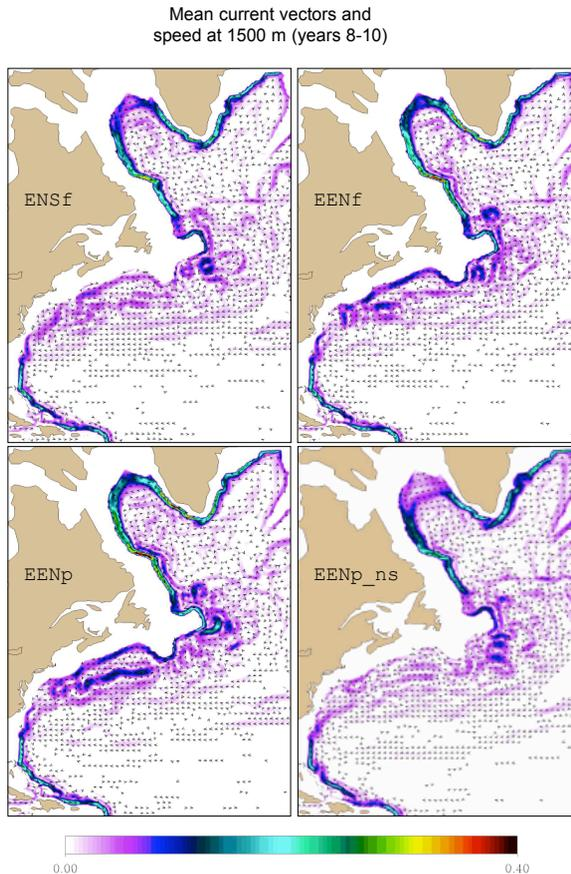 Mean current vectors and
speed at 1500 m (years 8-10)
ENSf
EENf
EENp
EENp_ns
0.00
0.40